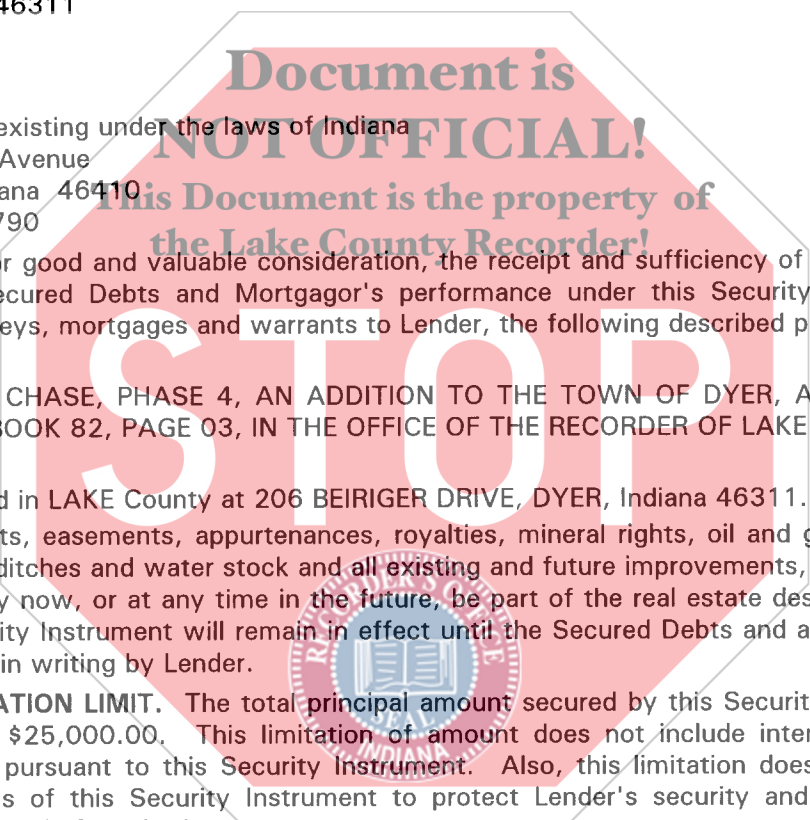 46311
Document is
existing under the laws of Indiana
NOT OFFICIAL!
Avenue
ana 46410
This Document is the property of
790
the Lake County Recorder!
r good and valuable consideration, the receipt and sufficiency of
ecured Debts and Mortgagor's performance under this Security
eys, mortgages and warrants to Lender, the following described p
STOP
CHASE, PHASE 4, AN ADDITION TO THE TOWN OF DYER, A
BOOK 82, PAGE 03, IN THE OFFICE OF THE RECORDER OF LAKE
d in LAKE County at 206 BEIRIGER DRIVE, DYER, Indiana 46311.
ts, easements, appurtenances, royalties, mineral rights, oil and g
ditches and water stock and all existing and future improvements,
y now, or at any time in the future, be part of the real estate des
ity Instrument will remain in effect until the Secured Debts and a
in writing by Lender.
RECORDER'S OFFICE
SEAL
INDIANA
ATION LIMIT. The total principal amount secured by this Securit
$25,000.00. This limitation of amount does not include inter
pursuant to this Security Instrument. Also, this limitation does
s of this Security Instrument to protect Lender's security and